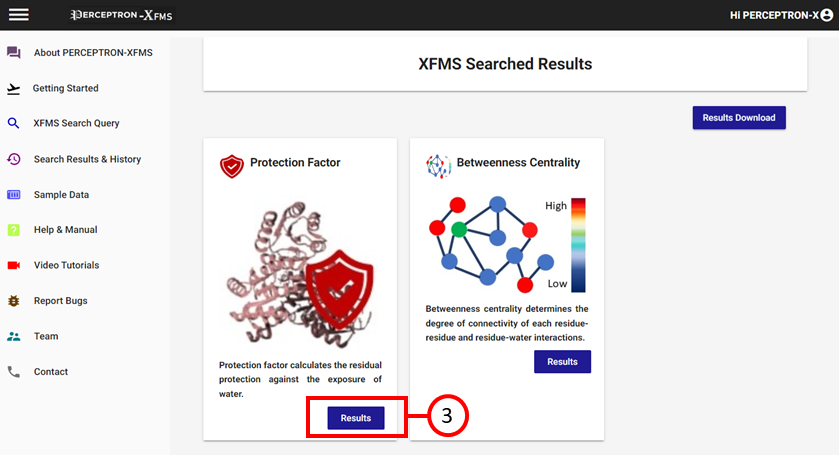 PERCEPTRON-XFMS
Hi PERCEPTRON-X
About PERCEPTRON-XFMS
Getting Started
XFMS Search Query
Search Results & History
Sample Data
Help & Manual
Video Tutorials
Report Bugs
Team
Contact
XFMS Searched Results
Results Download
Protection Factor
Protection factor calculates the residual
protection against the exposure of
water.
Results
3
Betweenness Centrality
High
Low
Betweenness centrality determines the
degree of connectivity of each residue-
residue and residue-water interactions.
Results